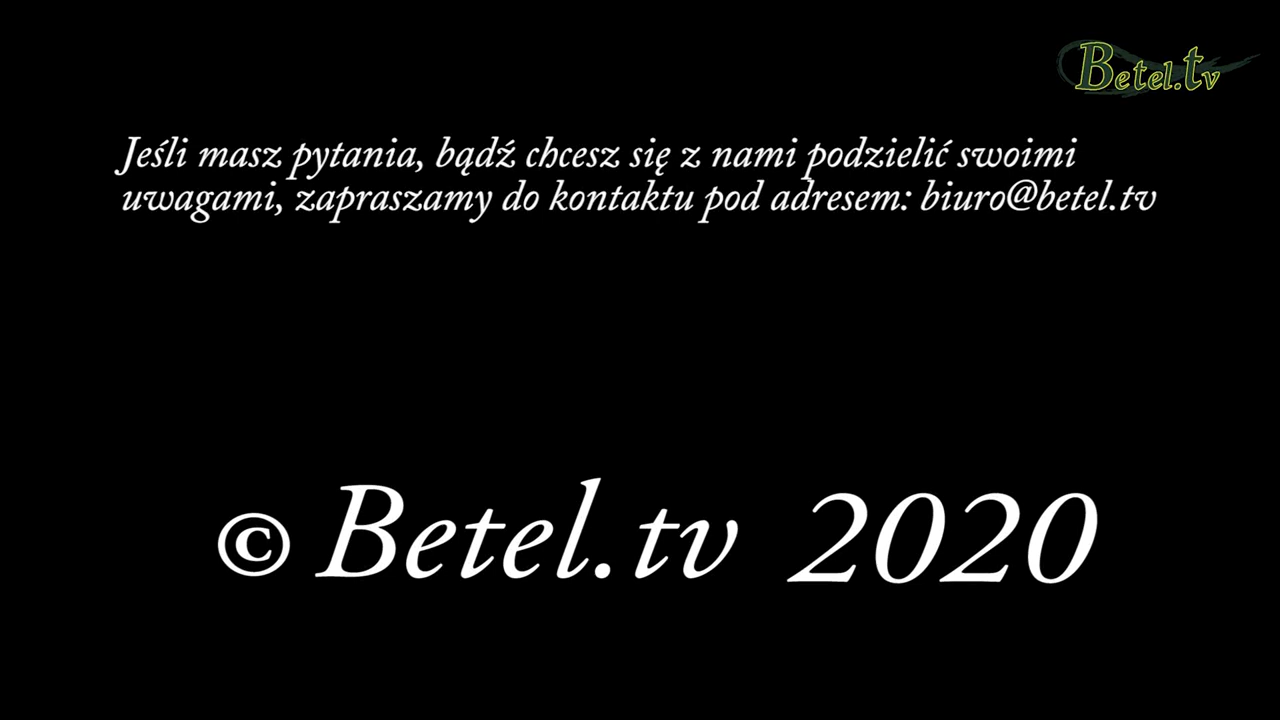 Betel.tv
Jeśli masz pytania, bądź chcesz się z nami podzielić swoimi
uwagami, zapraszamy do kontaktu pod adresem: biuro@betel.tv
© Betel.tv 2020